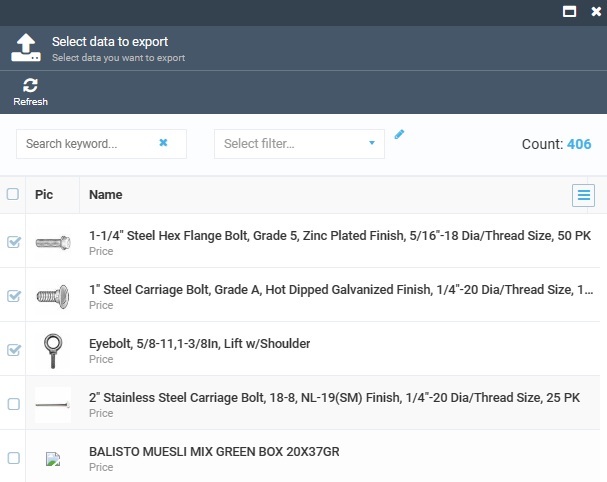 Select data to export
Select data you want to export
Refresh
Search keyword...
Select filter...
Count: 406
Pic Name
1-1/4" Steel Hex Flange Bolt, Grade 5, Zinc Plated Finish, 5/16"-18 Dia/Thread Size, 50 PK
Price
1" Steel Carriage Bolt, Grade A, Hot Dipped Galvanized Finish, 1/4"-20 Dia/Thread Size, 1...
Price
Eyebolt, 5/8-11,1-3/8In, Lift w/Shoulder
Price
2" Stainless Steel Carriage Bolt, 18-8, NL-19(SM) Finish, 1/4"-20 Dia/Thread Size, 25 PK
Price
BALISTO MUESLI MIX GREEN BOX 20X37GR
Price